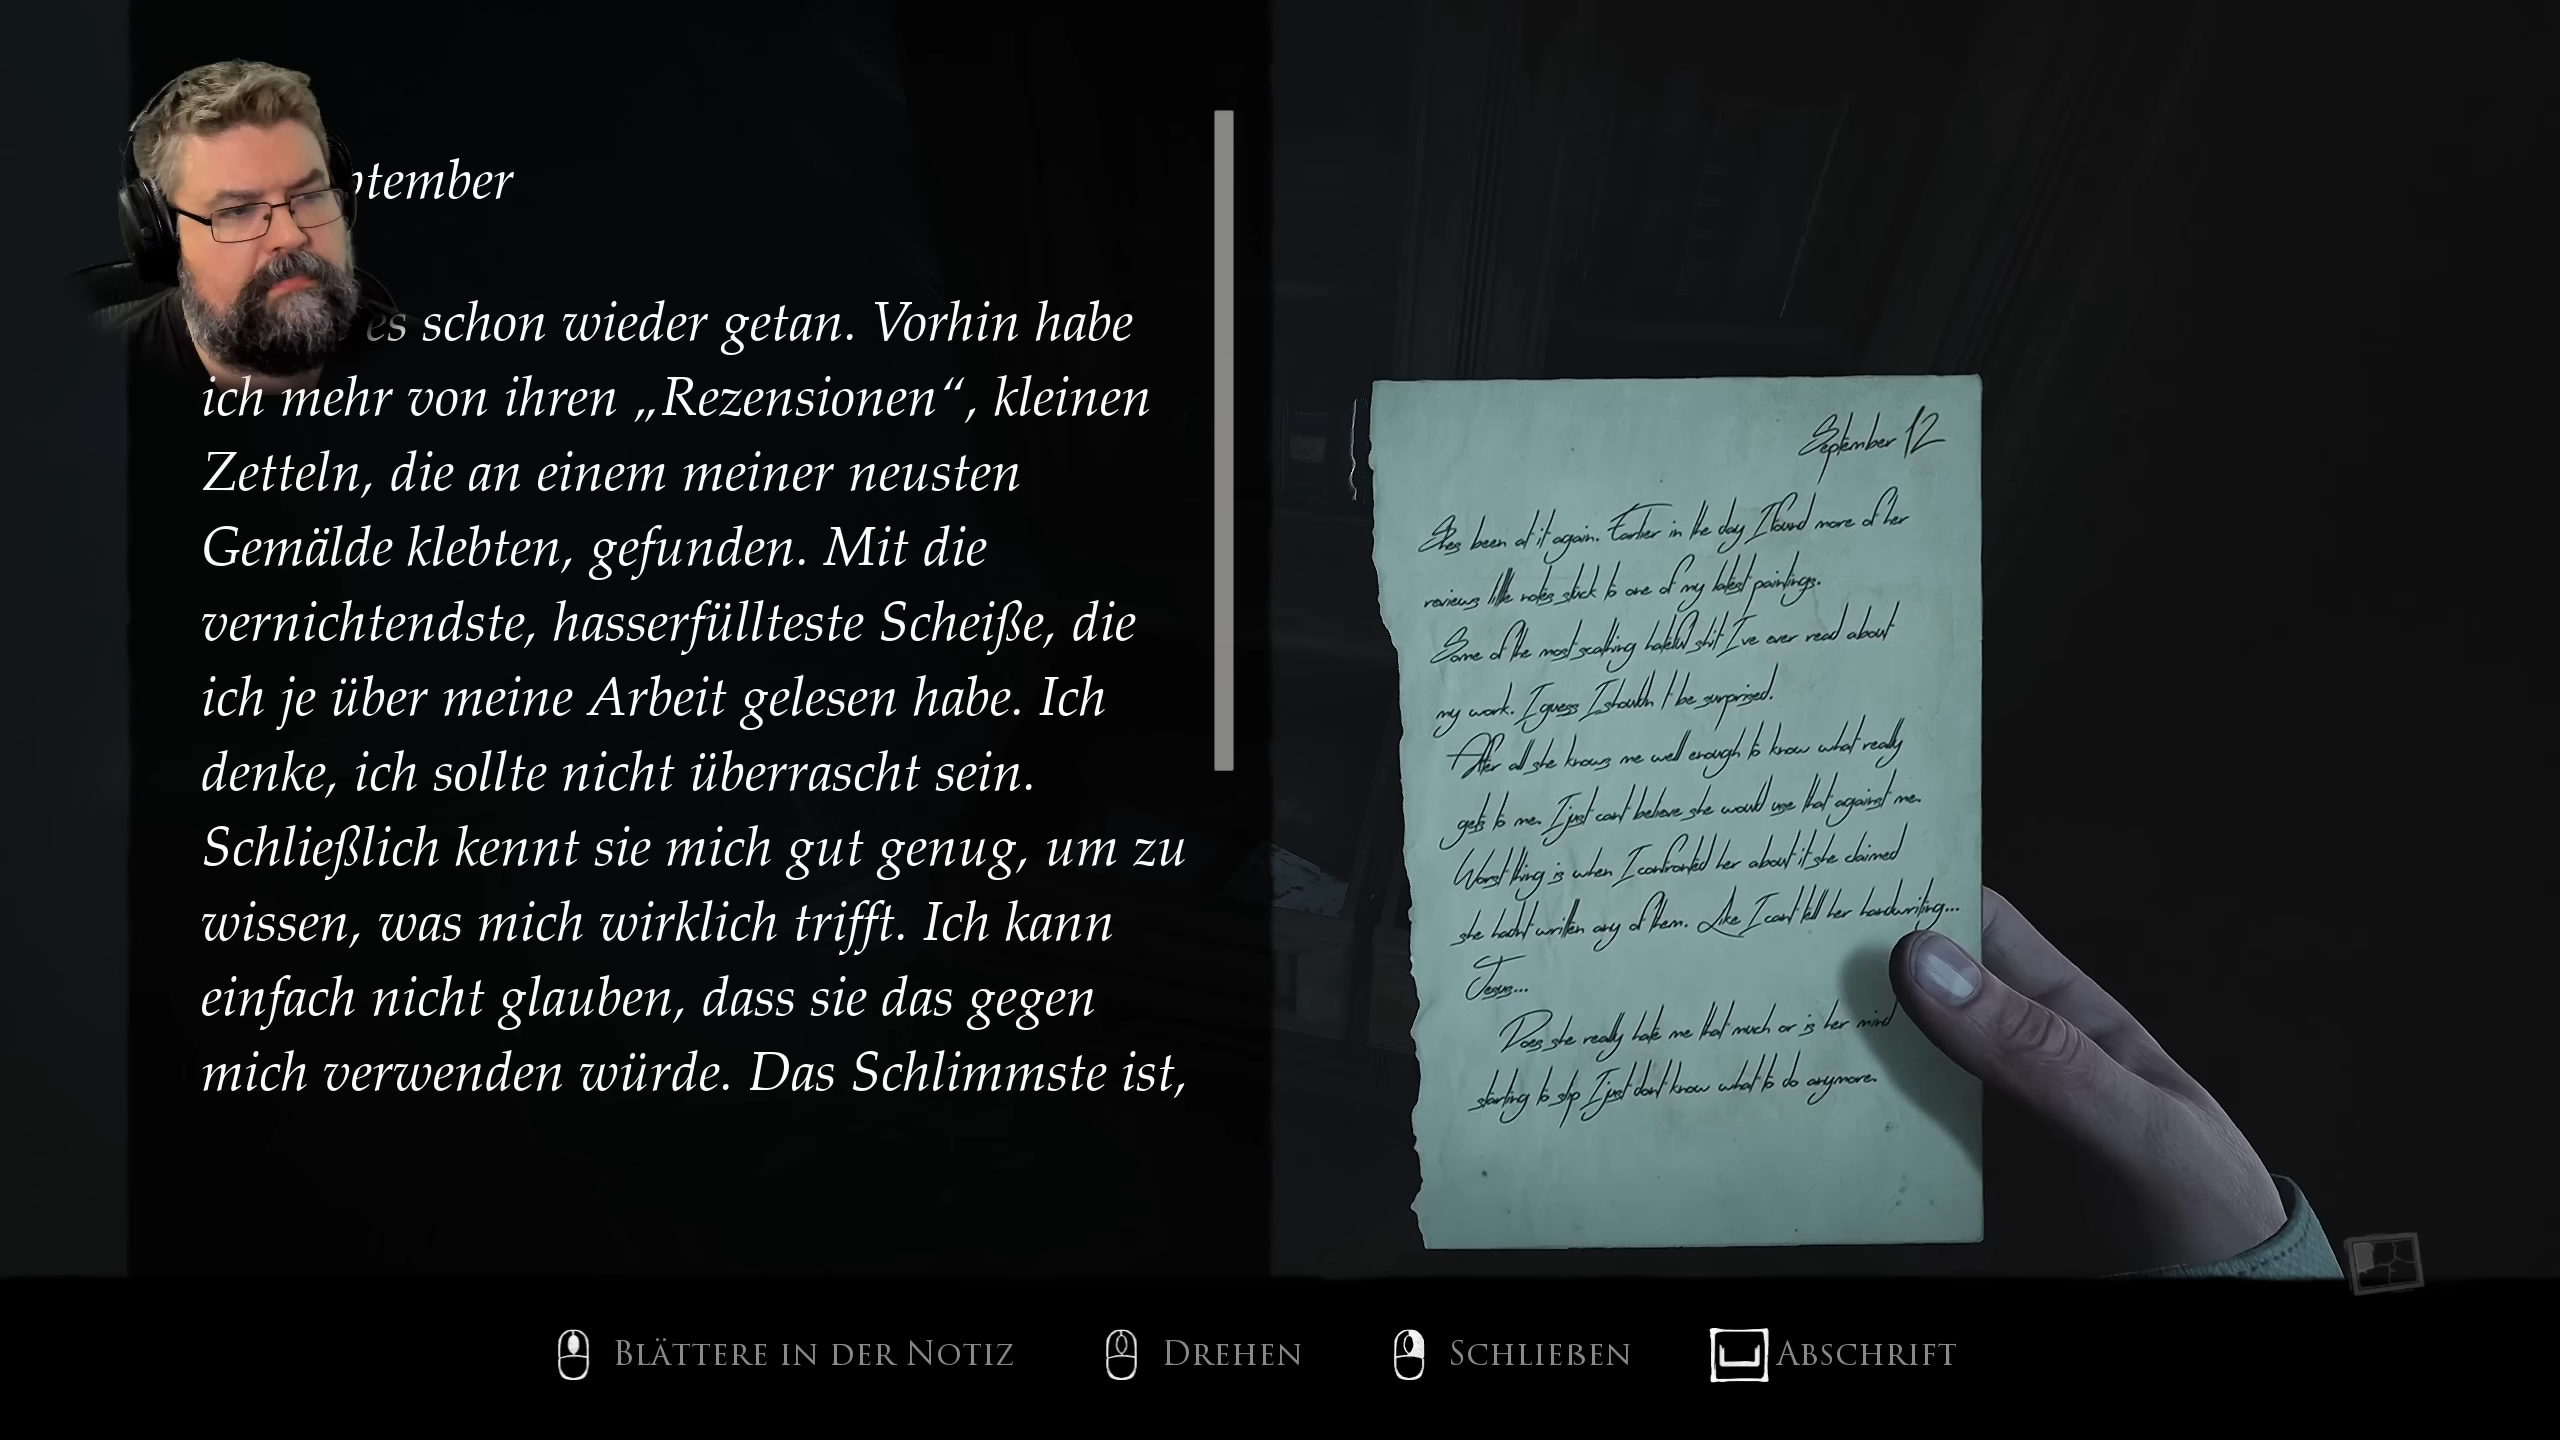 ptember
es schon wieder getan. Vorhin habe
ich mehr von ihren „Rezensionen“, kleinen
Zetteln, die an einem meiner neusten
Gemälde klebten, gefunden. Mit die
vernichtendste, hasserfüllteste Scheiße, die
ich je über meine Arbeit gelesen habe. Ich
denke, ich sollte nicht überrascht sein.
Schließlich kennt sie mich gut genug, um zu
wissen, was mich wirklich trifft. Ich kann
einfach nicht glauben, dass sie das gegen
mich verwenden würde. Das Schlimmste ist,
September 12
Shes been at it again. Earlier in the day I found more of her
reviews little notes stuck to one of my latest paintings.
Some of the most scathing hateful shit I've ever read about
my work. I guess I shouldn't be surprised.
After all she knows me well enough to know what really
gets to me. I just cant believe she would use that against me.
Worst thing is when I confronted her about it she claimed
she hadnt written any of them. Like I cant tell her handwriting...
Jesus...
Does she really hate me that much or is her mind
starting to slip I just dont know what to do anymore.
BLÄTTERE IN DER NOTIZ
DREHEN
SCHLIEßEN
ABSCHRIFT